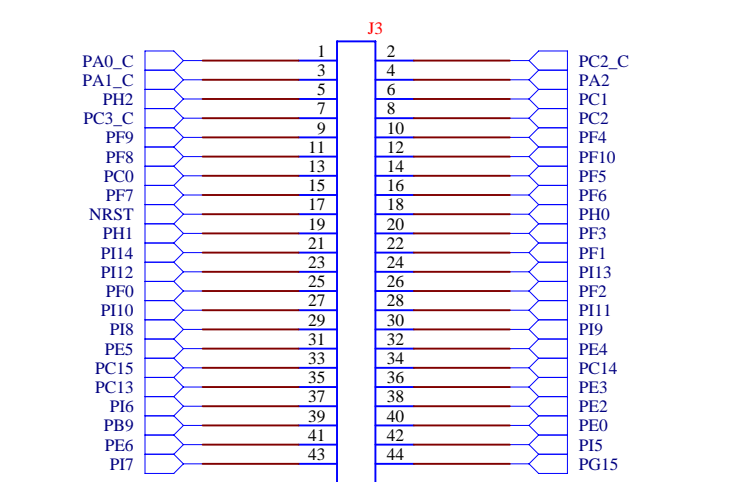 J3
PA0_C 1 2 PC2_C
PA1_C 3 4 PA2
PH2 5 6 PC1
PC3_C 7 8 PC2
PF9 9 10 PF4
PF8 11 12 PF10
PC0 13 14 PF5
PF7 15 16 PF6
NRST 17 18 PH0
PH1 19 20 PF3
PI14 21 22 PF1
PI12 23 24 PI13
PF0 25 26 PF2
PI10 27 28 PI11
PI8 29 30 PI9
PE5 31 32 PE4
PC15 33 34 PC14
PC13 35 36 PE3
PI6 37 38 PE2
PB9 39 40 PE0
PE6 41 42 PI5
PI7 43 44 PG15